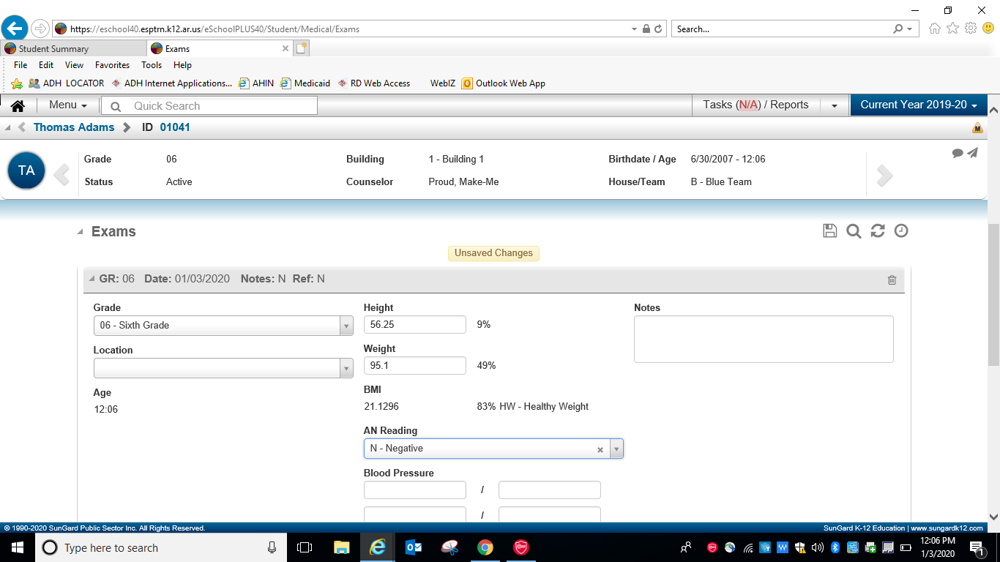 https://eschool40.esptrn.k12.ar.us/eSchoolPLUS40/Student/Medical/Exams
Search...
Student Summary
Exams
File Edit View Favorites Tools Help
ADH LOCATOR ADH Internet Applications... AHIN Medicaid RD Web Access WebIZ Outlook Web App
Menu Quick Search Tasks (N/A) / Reports Current Year 2019-20
Thomas Adams ID 01041
M
TA
Grade 06 Building 1 - Building 1 Birthdate / Age 6/30/2007 - 12:06
Status Active Counselor Proud, Make-Me House/Team B - Blue Team
Exams
Unsaved Changes
GR: 06 Date: 01/03/2020 Notes: N Ref: N
Grade Height Notes
06 - Sixth Grade 56.25 9%
Location Weight
95.1 49%
Age BMI
12:06 21.1296 83% HW - Healthy Weight
AN Reading
N - Negative
Blood Pressure
/
/
© 1990-2020 SunGard Public Sector Inc. All Rights Reserved. SunGard K-12 Education | www.sungardk12.com
Type here to search
12:06 PM
1/3/2020
1